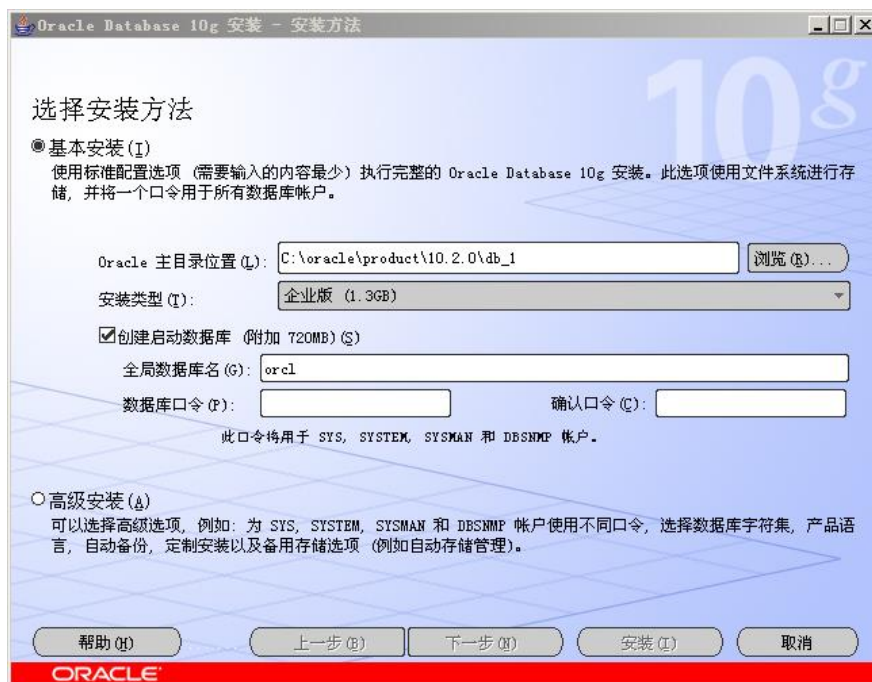 Oracle Database 10g 安装 - 安装方法
10g
选择安装方法
基本安装(I)
使用标准配置选项 (需要输入的内容最少) 执行完整的 Oracle Database 10g 安装。此选项使用文件系统进行存
储, 并将一个口令用于所有数据库帐户。
Oracle 主目录位置(L): C:\oracle\product\10.2.0\db_1 浏览(R)...
安装类型(T): 企业版 (1.3GB)
创建启动数据库 (附加 720MB)(S)
全局数据库名(G): orcl
数据库口令(P): 确认口令(C):
此口令将用于 SYS, SYSTEM, SYSMAN 和 DBSNMP 帐户。
高级安装(A)
可以选择高级选项, 例如: 为 SYS, SYSTEM, SYSMAN 和 DBSNMP 帐户使用不同口令, 选择数据库字符集, 产品语
言, 自动备份, 定制安装以及备用存储选项 (例如自动存储管理)。
帮助(H) 上一步(B) 下一步(N) 安装(I) 取消
ORACLE